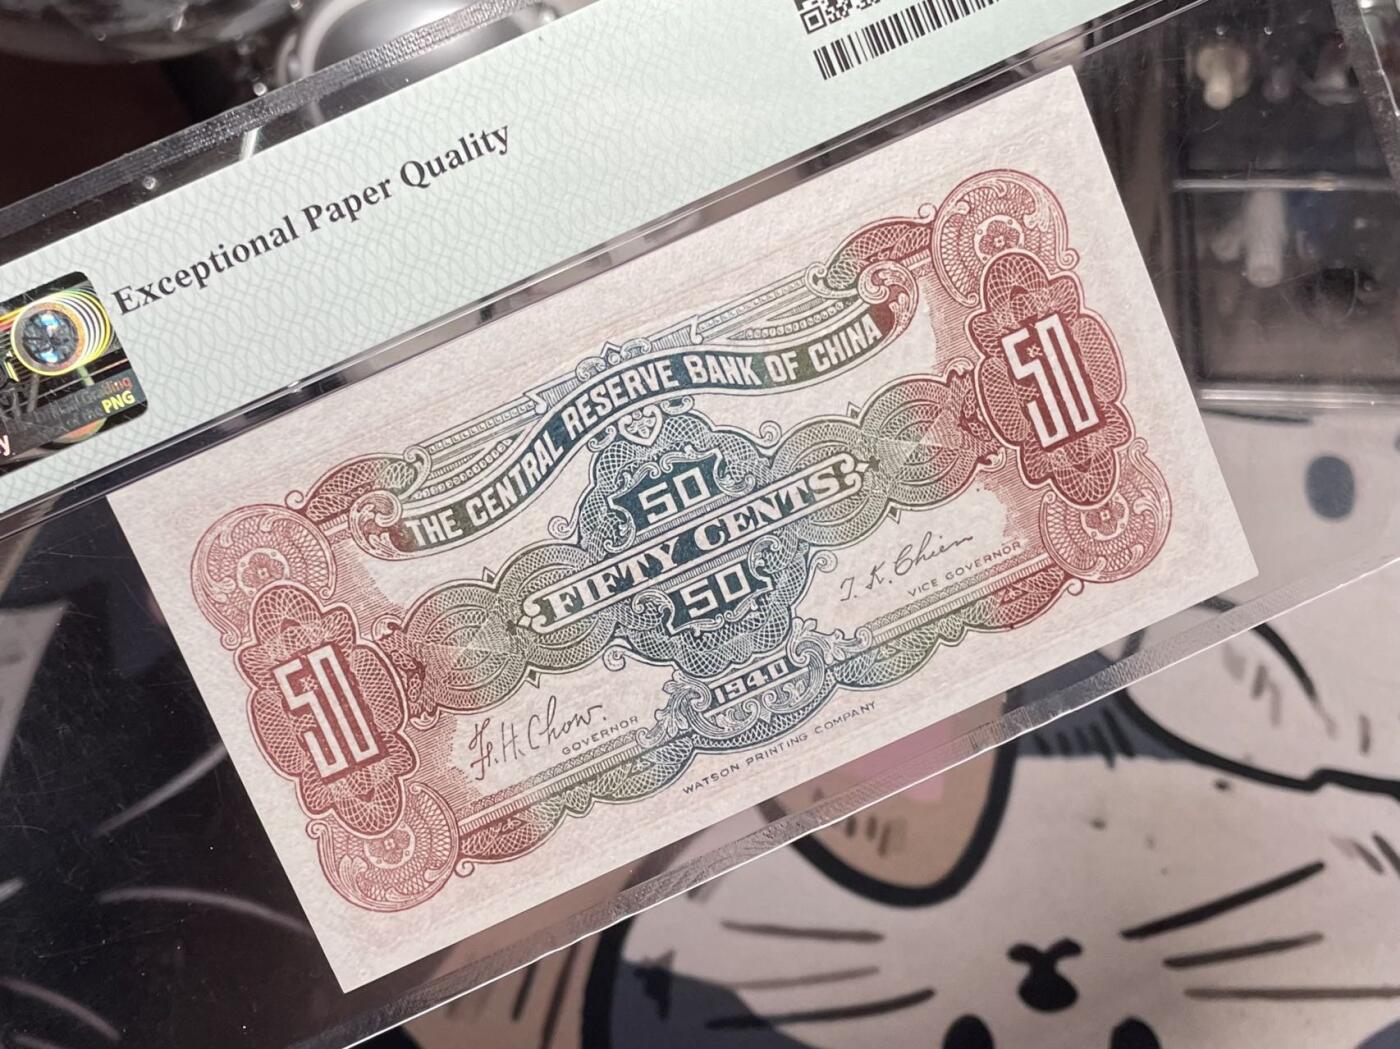 Exceptional Paper Quality
PNG
THE CENTRAL RESERVE BANK OF CHINA
50
50
FIFTY CENTS
50
50
T. K. Chien
VICE GOVERNOR
1940
H. Chow.
GOVERNOR
WATSON PRINTING COMPANY